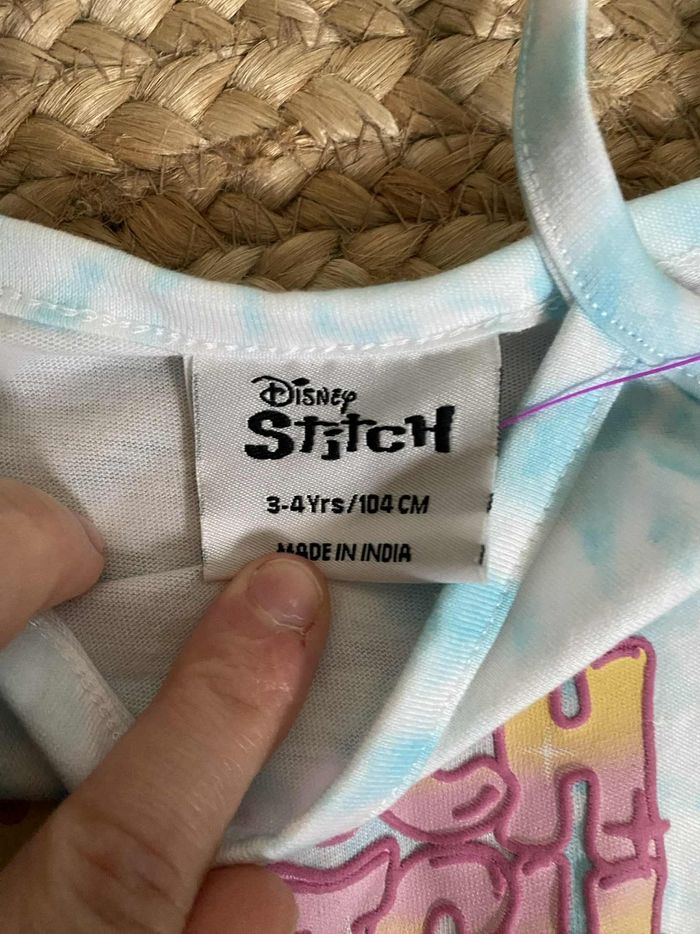 Disney
Stitch
3-4Yrs/104 CM
MADE IN INDIA